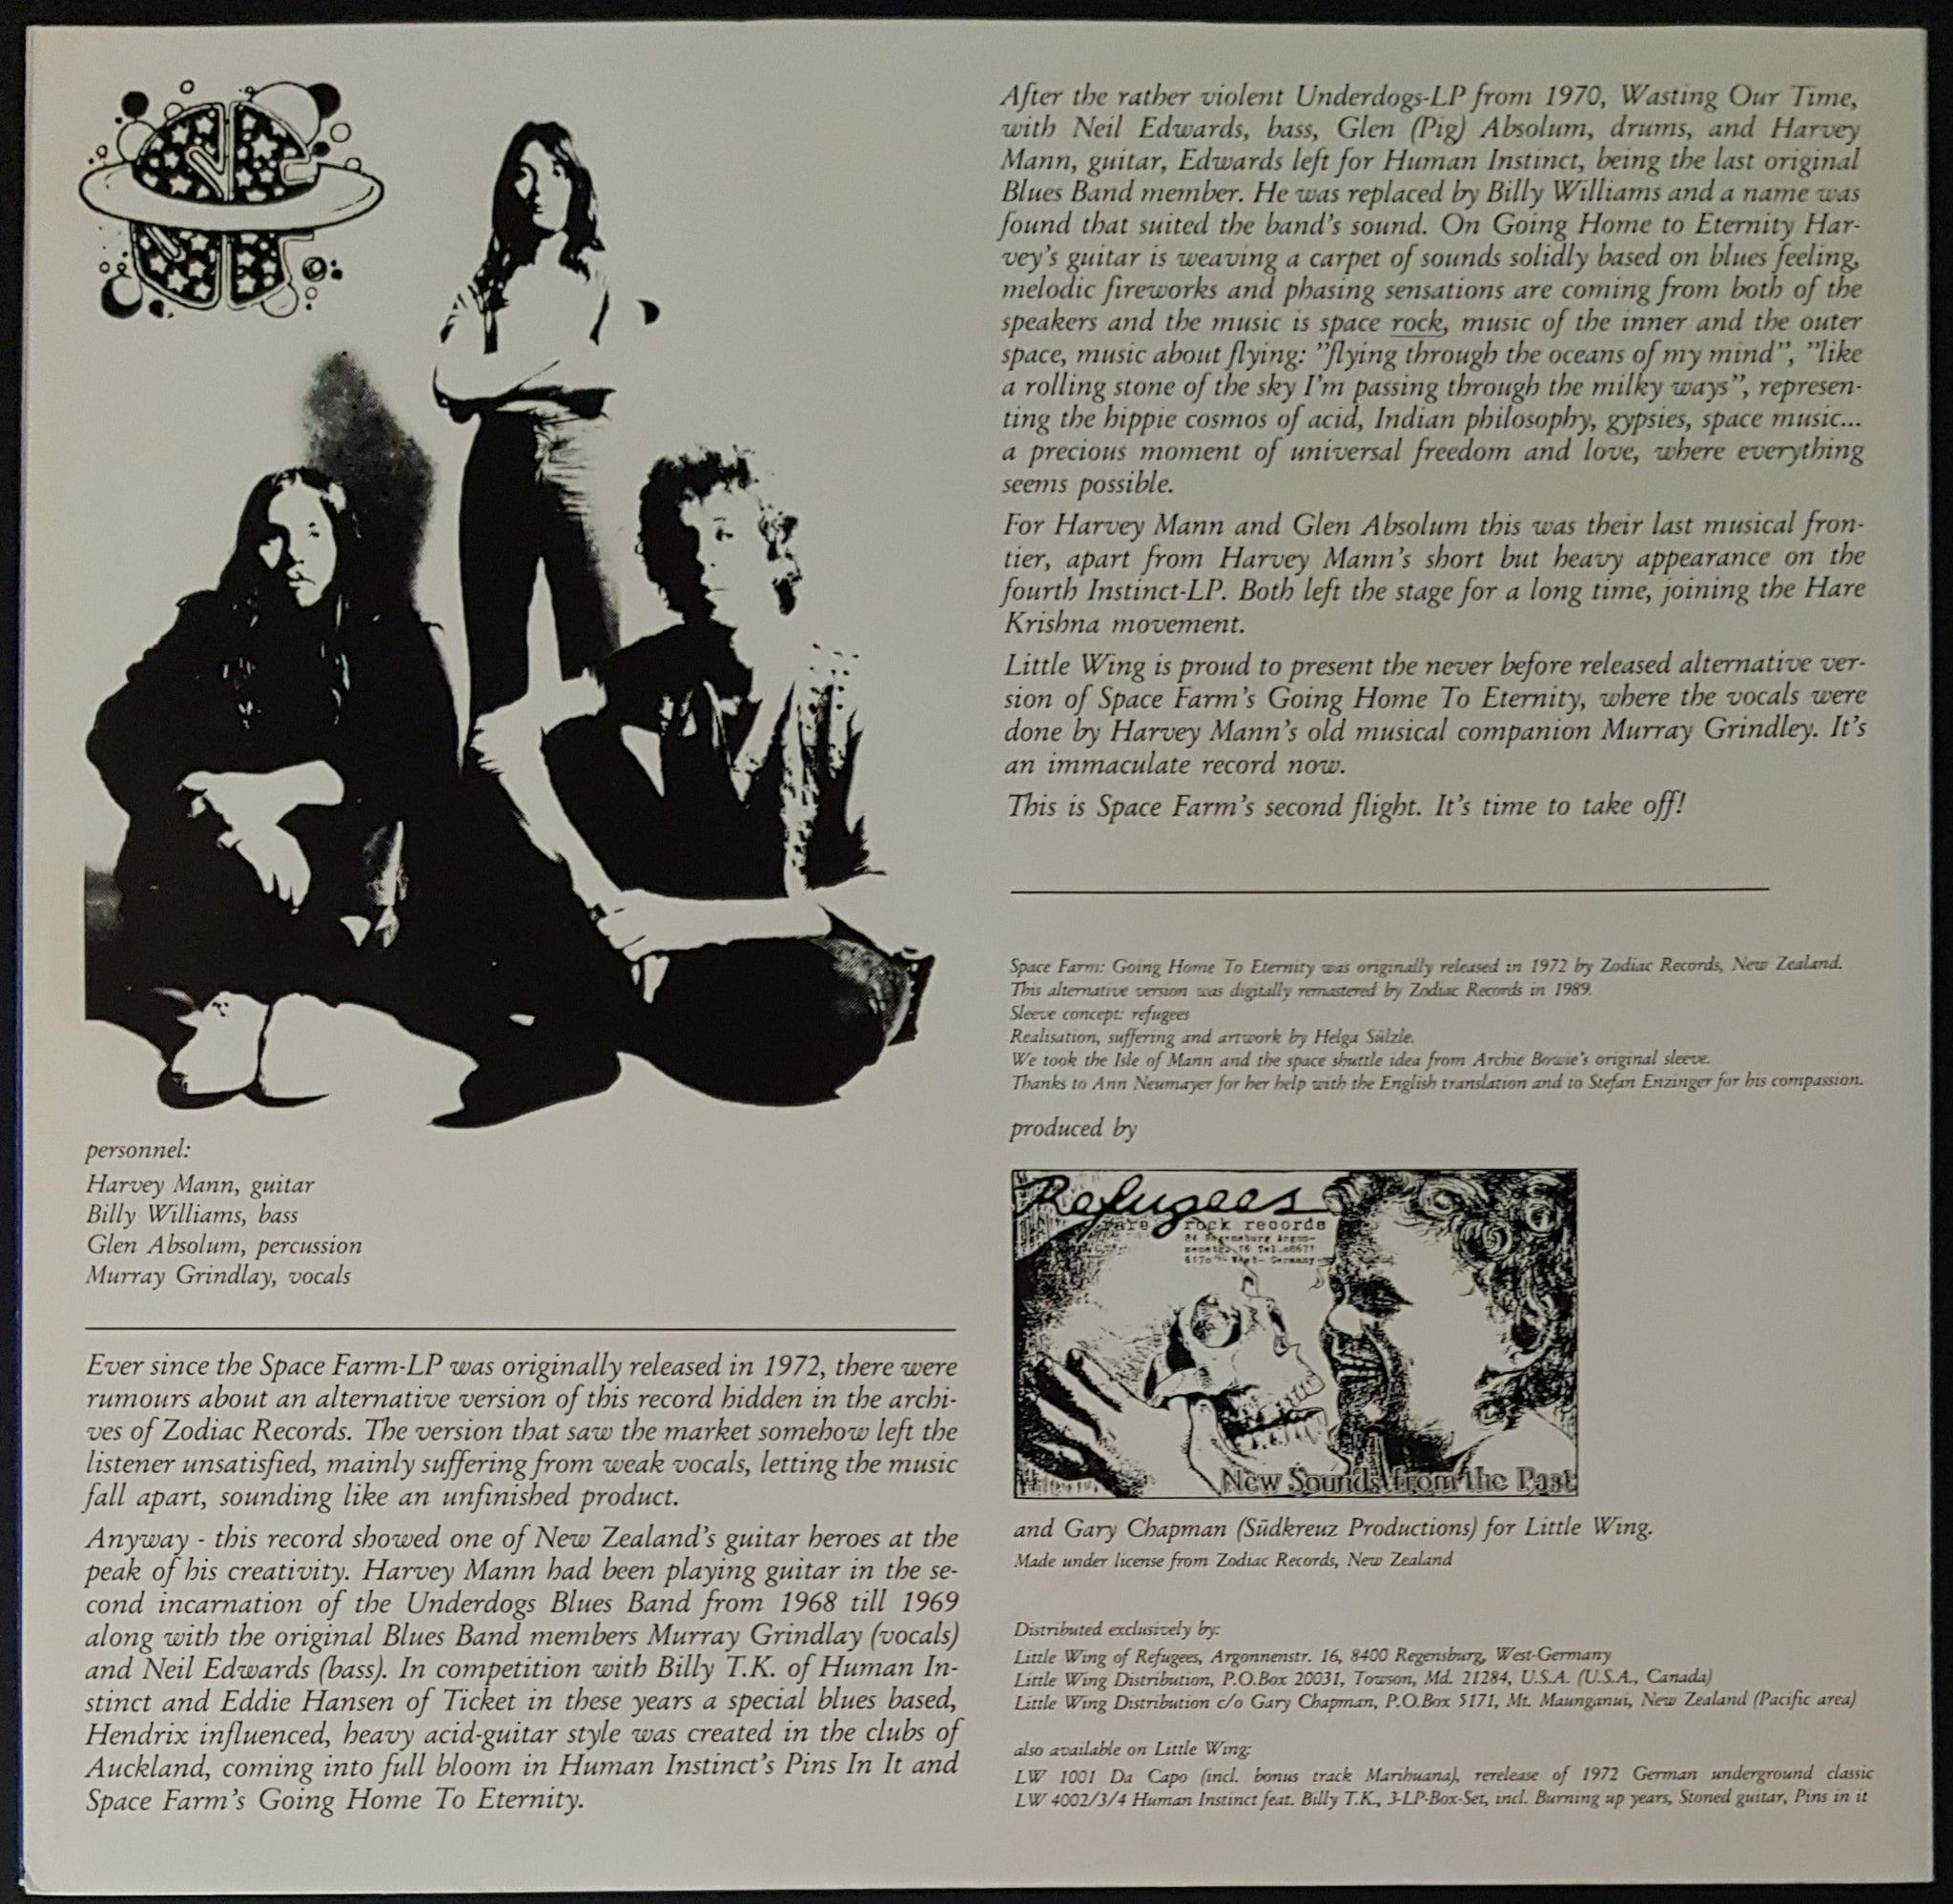 personnel:
Harvey Mann, guitar
Billy Williams, bass
Glen Absolum, percussion
Murray Grindlay, vocals
Ever since the Space Farm-LP was originally released in 1972, there were
rumours about an alternative version of this record hidden in the archi-
ves of Zodiac Records. The version that saw the market somehow left the
listener unsatisfied, mainly suffering from weak vocals, letting the music
fall apart, sounding like an unfinished product.
Anyway - this record showed one of New Zealand's guitar heroes at the
peak of his creativity. Harvey Mann had been playing guitar in the se-
cond incarnation of the Underdogs Blues Band from 1968 till 1969
along with the original Blues Band members Murray Grindlay (vocals)
and Neil Edwards (bass). In competition with Billy T.K. of Human In-
stinct and Eddie Hansen of Ticket in these years a special blues based,
Hendrix influenced, heavy acid-guitar style was created in the clubs of
Auckland, coming into full bloom in Human Instinct's Pins In It and
Space Farm's Going Home To Eternity.
After the rather violent Underdogs-LP from 1970, Wasting Our Time,
with Neil Edwards, bass, Glen (Pig) Absolum, drums, and Harvey
Mann, guitar, Edwards left for Human Instinct, being the last original
Blues Band member. He was replaced by Billy Williams and a name was
found that suited the band's sound. On Going Home to Eternity Har-
vey's guitar is weaving a carpet of sounds solidly based on blues feeling,
melodic fireworks and phasing sensations are coming from both of the
speakers and the music is space rock, music of the inner and the outer
space, music about flying: "flying through the oceans of my mind", "like
a rolling stone of the sky I'm passing through the milky ways", represen-
ting the hippie cosmos of acid, Indian philosophy, gypsies, space music...
a precious moment of universal freedom and love, where everything
seems possible.
For Harvey Mann and Glen Absolum this was their last musical fron-
tier, apart from Harvey Mann's short but heavy appearance on the
fourth Instinct-LP. Both left the stage for a long time, joining the Hare
Krishna movement.
Little Wing is proud to present the never before released alternative ver-
sion of Space Farm's Going Home To Eternity, where the vocals were
done by Harvey Mann's old musical companion Murray Grindley. It's
an immaculate record now.
This is Space Farm's second flight. It's time to take off!
Space Farm: Going Home To Eternity was originally released in 1972 by Zodiac Records, New Zealand.
This alternative version was digitally remastered by Zodiac Records in 1989.
Sleeve concept: refugees
Realisation, suffering and artwork by Helga Sülzle.
We took the Isle of Mann and the space shuttle idea from Archie Bowie's original sleeve.
Thanks to Ann Neumayer for her help with the English translation and to Stefan Enzinger for his compassion.
produced by
Refugees
rare rock records
New Sounds from the Past
and Gary Chapman (Südkreuz Productions) for Little Wing.
Made under license from Zodiac Records, New Zealand
Distributed exclusively by:
Little Wing of Refugees, Argonnenstr. 16, 8400 Regensburg, West-Germany
Little Wing Distribution, P.O.Box 20031, Towson, Md. 21284, U.S.A. (U.S.A., Canada)
Little Wing Distribution c/o Gary Chapman, P.O.Box 5171, Mt. Maunganui, New Zealand (Pacific area)
also available on Little Wing:
LW 1001 Da Capo (incl. bonus track Marihuana), rerelease of 1972 German underground classic
LW 4002/3/4 Human Instinct feat. Billy T.K., 3-LP-Box-Set, incl. Burning up years, Stoned guitar, Pins in it